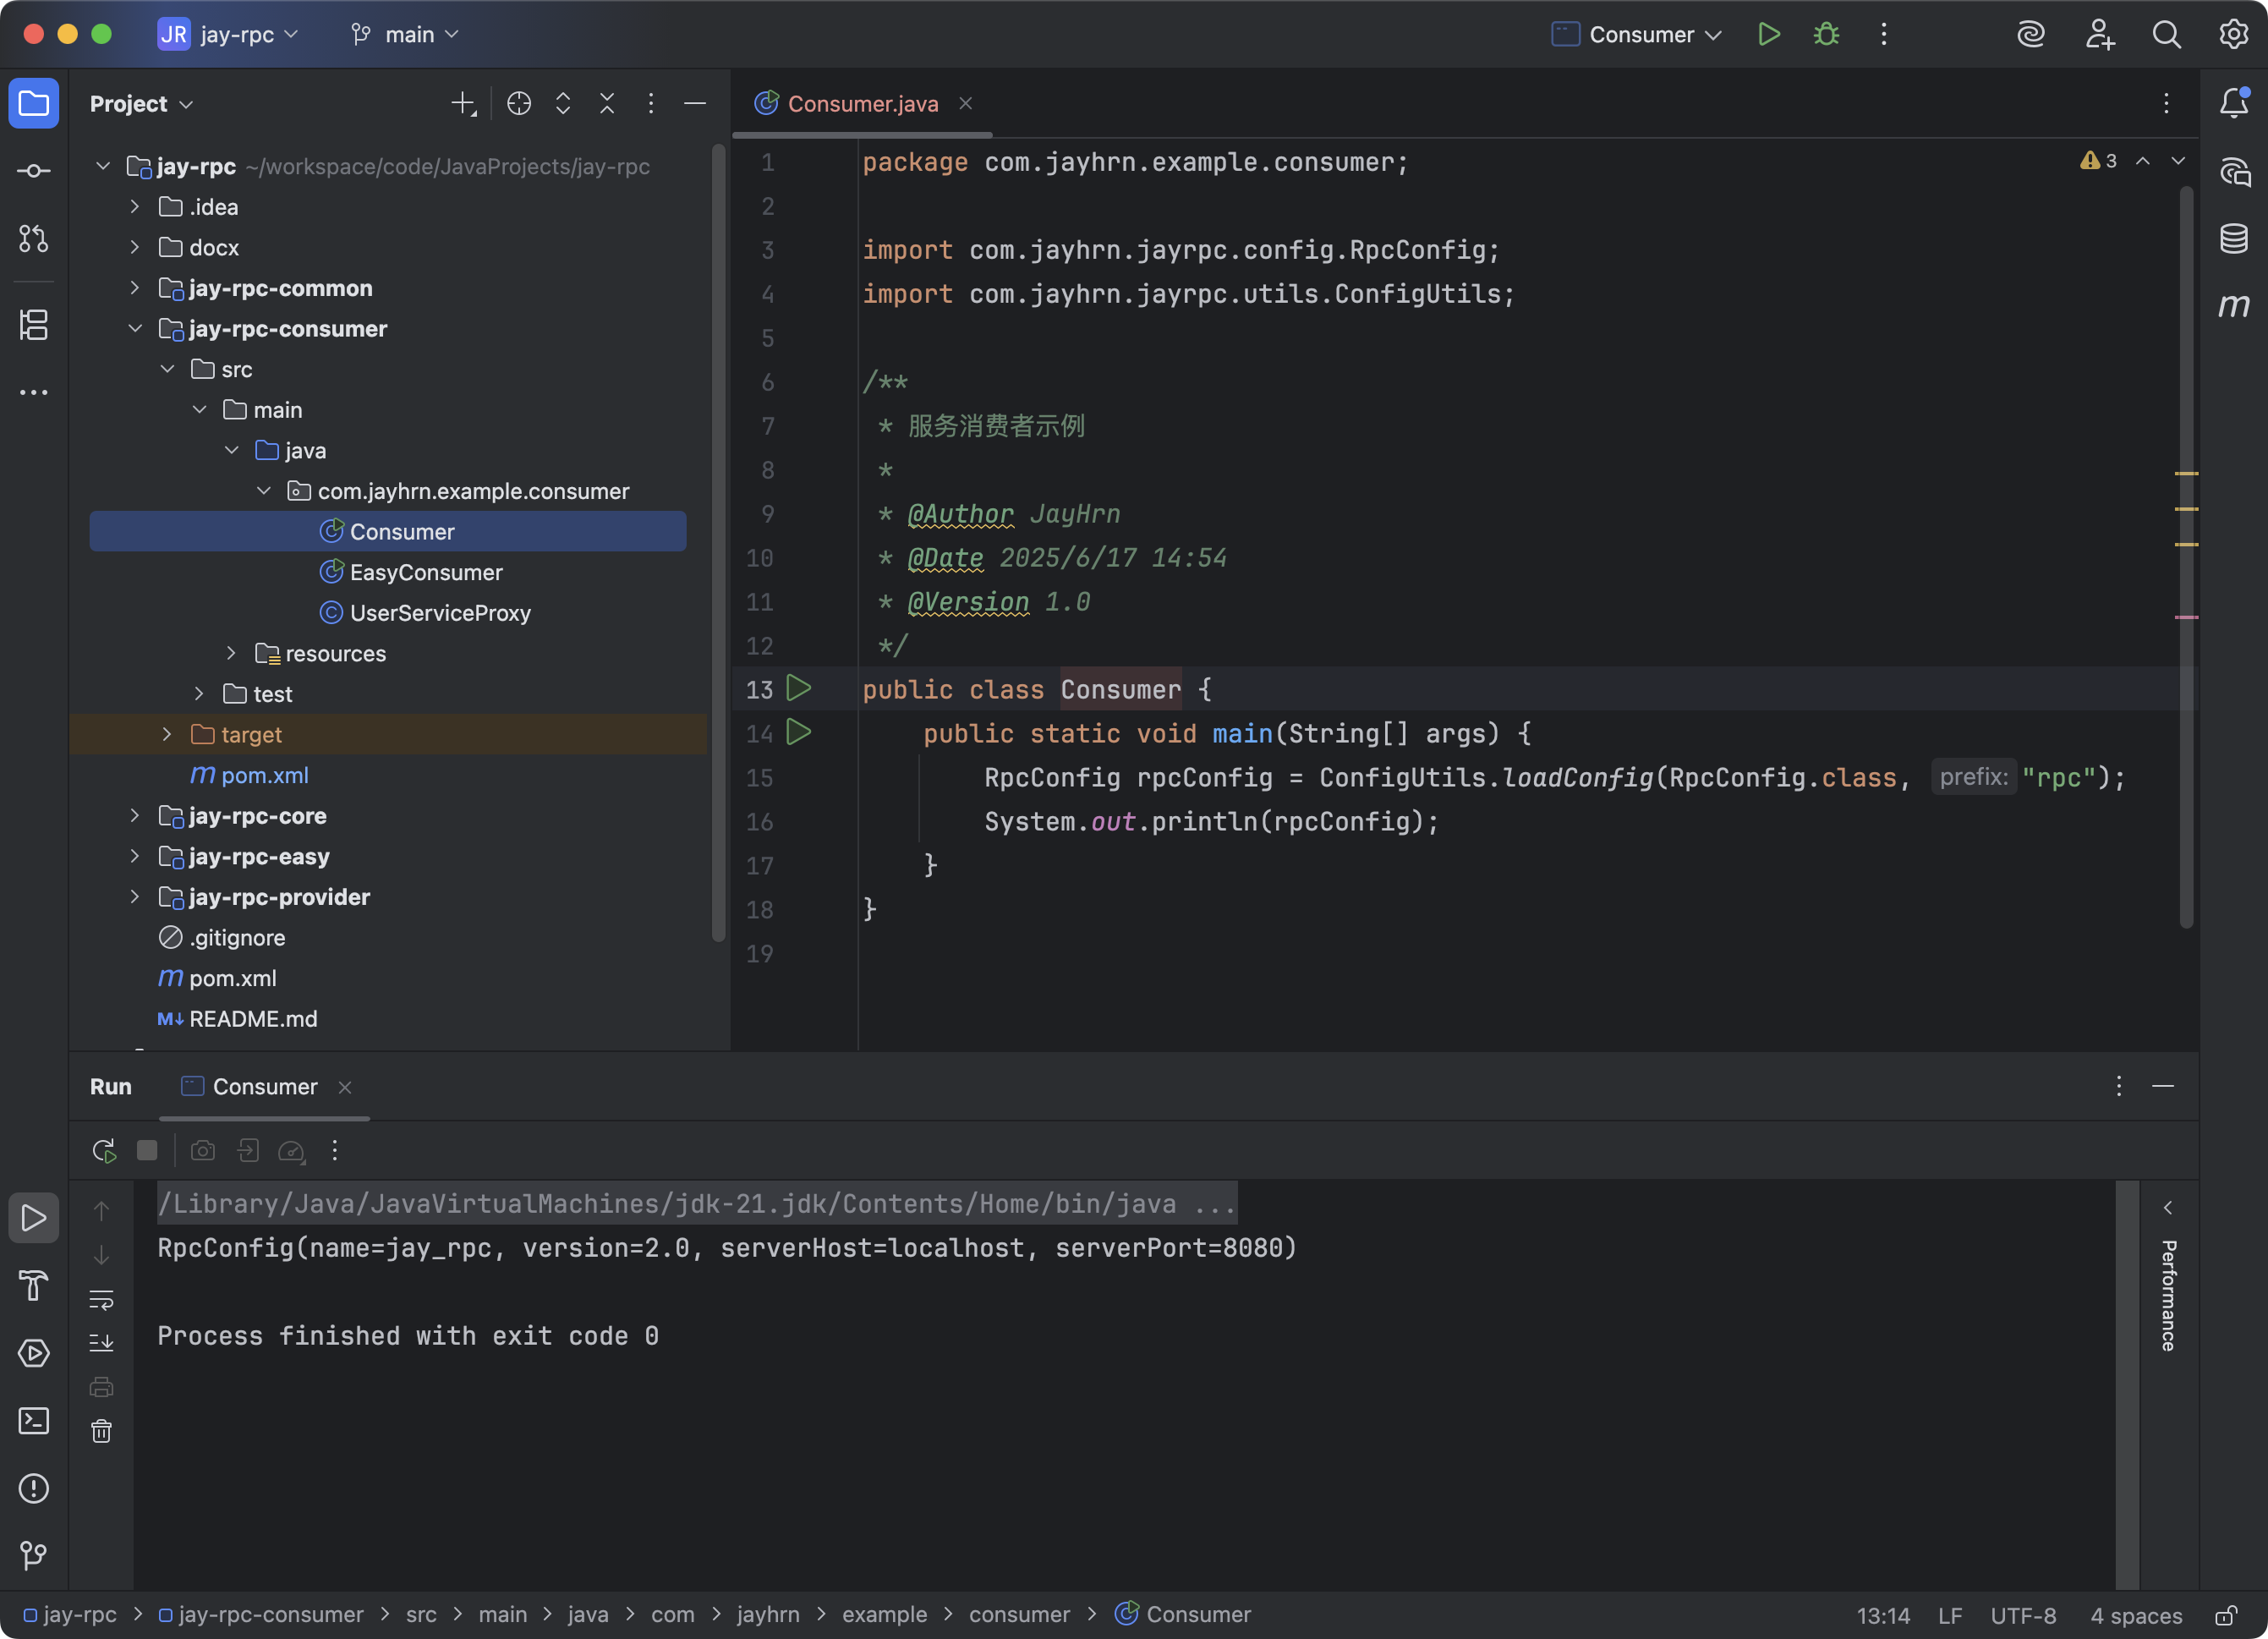 JR jay-rpc main Consumer
Project
Consumer.java
jay-rpc ~/workspace/code/JavaProjects/jay-rpc
.idea
docx
jay-rpc-common
jay-rpc-consumer
src
main
java
com.jayhrn.example.consumer
Consumer
EasyConsumer
UserServiceProxy
resources
test
target
m pom.xml
jay-rpc-core
jay-rpc-easy
jay-rpc-provider
.gitignore
m pom.xml
M↓ README.md
3
m
1 package com.jayhrn.example.consumer;
2
3 import com.jayhrn.jayrpc.config.RpcConfig;
4 import com.jayhrn.jayrpc.utils.ConfigUtils;
5
6 /**
7 * 服务消费者示例
8 *
9 * @Author JayHrn
10 * @Date 2025/6/17 14:54
11 * @Version 1.0
12 */
13 public class Consumer {
14 public static void main(String[] args) {
15 RpcConfig rpcConfig = ConfigUtils.loadConfig(RpcConfig.class, prefix: "rpc");
16 System.out.println(rpcConfig);
17 }
18 }
19
Run Consumer
/Library/Java/JavaVirtualMachines/jdk-21.jdk/Contents/Home/bin/java ...
RpcConfig(name=jay_rpc, version=2.0, serverHost=localhost, serverPort=8080)
Process finished with exit code 0
Performance
jay-rpc > jay-rpc-consumer > src > main > java > com > jayhrn > example > consumer > Consumer
13:14 LF UTF-8 4 spaces